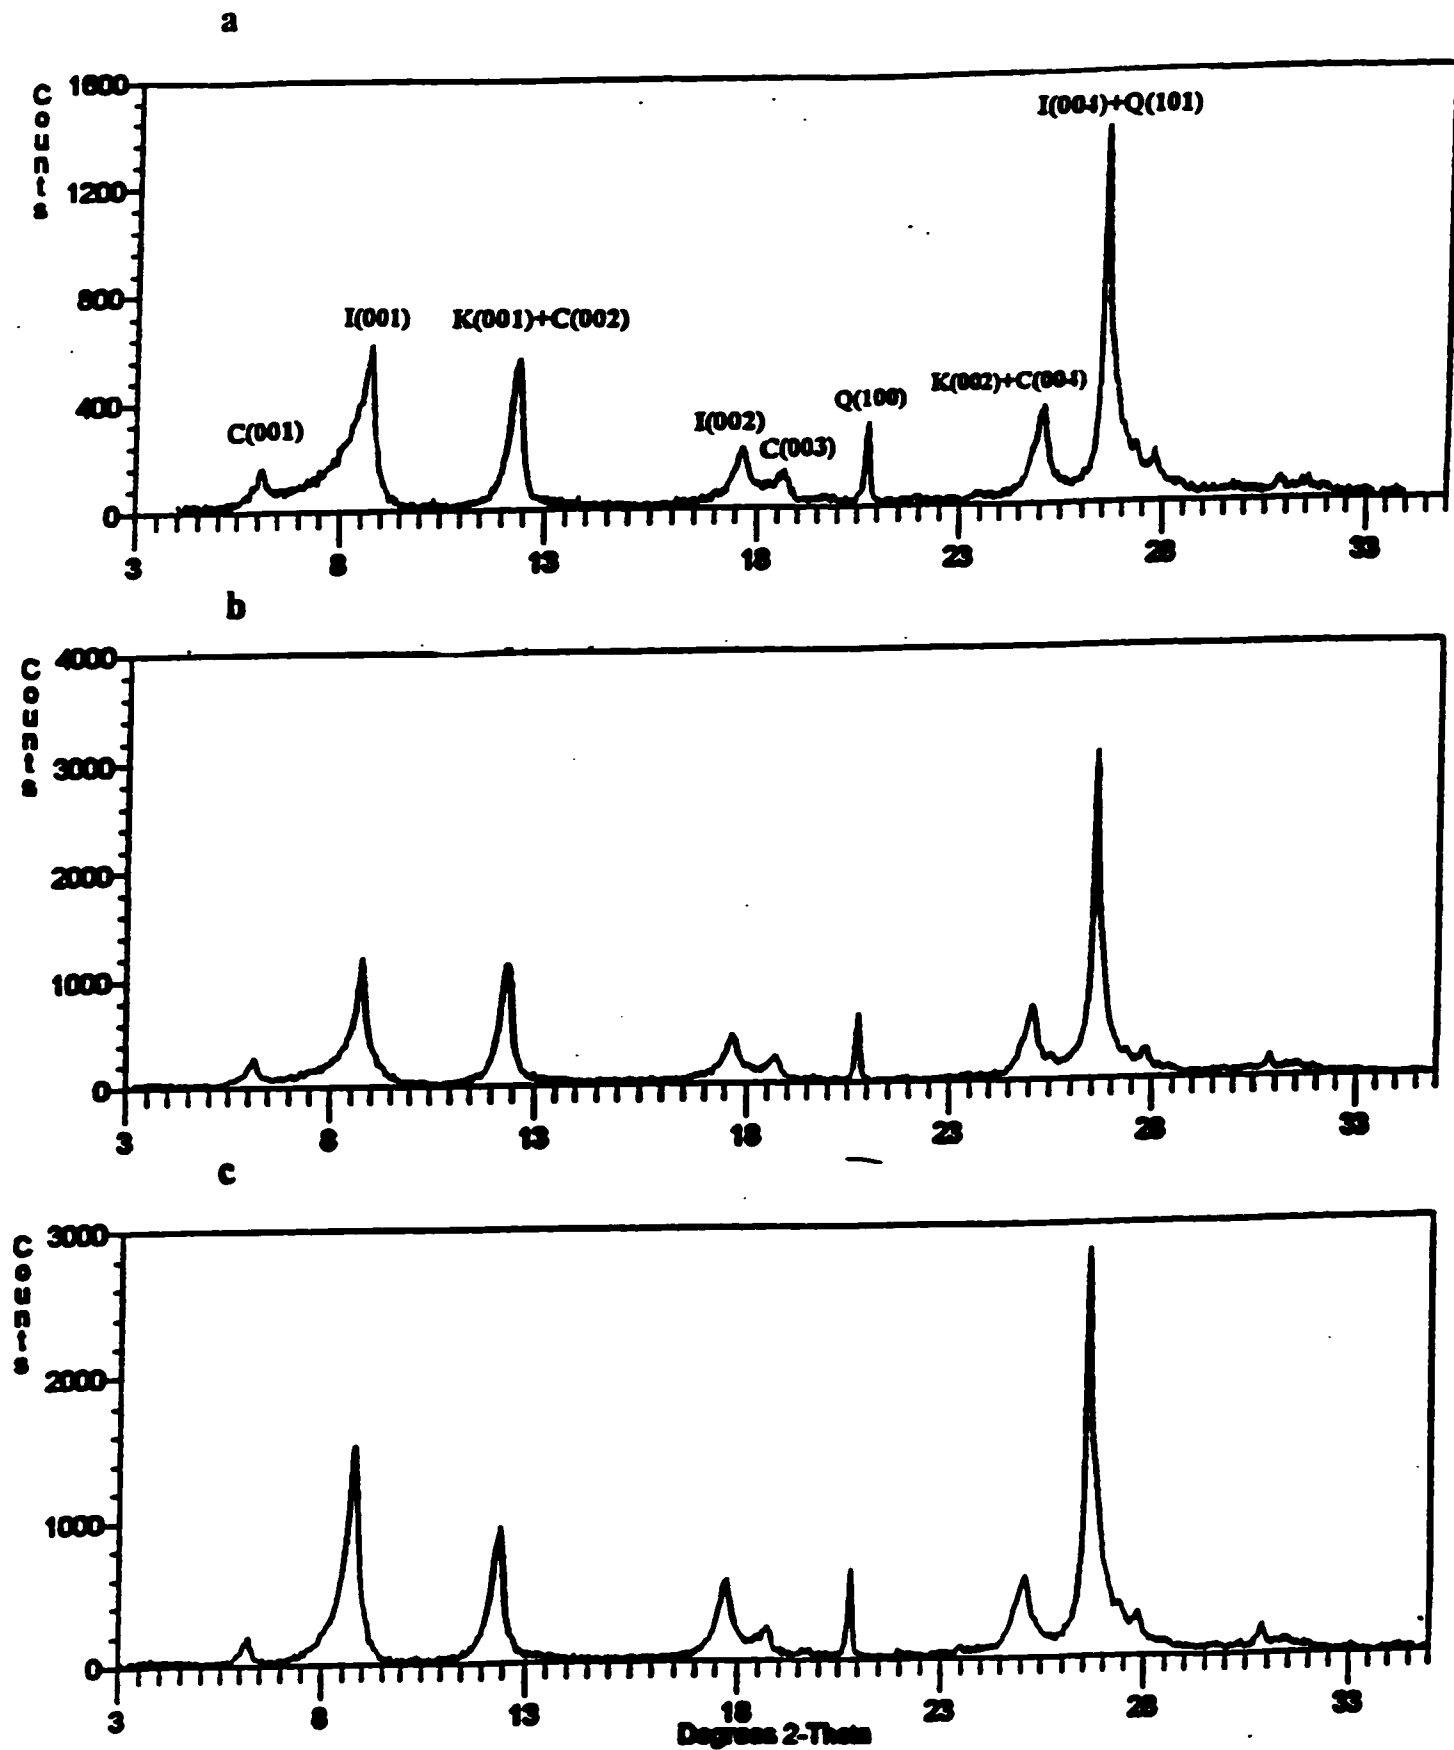 a
Counts
1600
I(004)+Q(101)
1200
800
I(001) K(001)+C(002)
K(002)+C(004)
400
Q(100)
I(002)
C(001)
C(003)
0
3 8 13 18 23 28 33
b
Counts
4000
3000
2000
1000
0
3 8 13 18 23 28 33
c
Counts
3000
2000
1000
0
3 8 13 18 23 28 33
Degrees 2-Theta